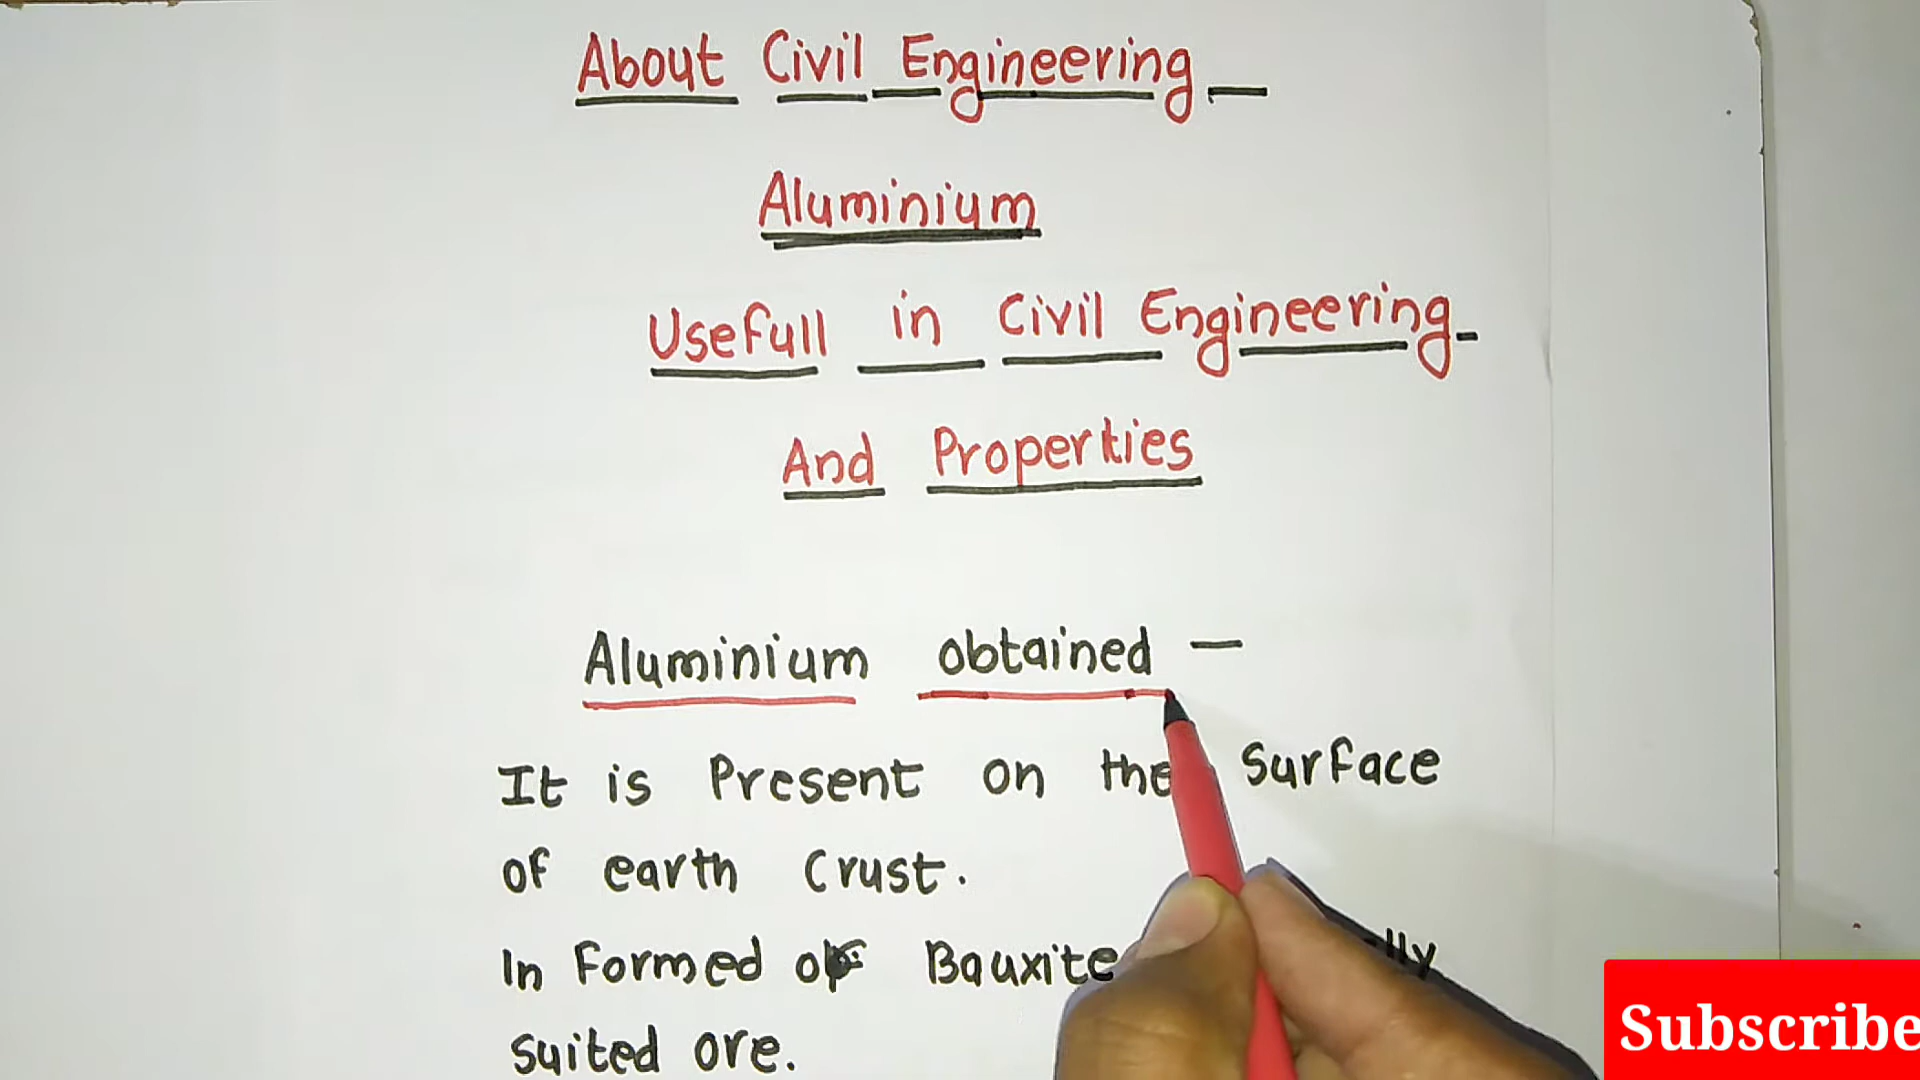 About Civil Engineering -
Aluminium
Usefull in Civil Engineering -
And Properties
Aluminium obtained -
It is Present on the Surface
of earth Crust.
In Formed of Bauxite
suited ore.
Subscribe